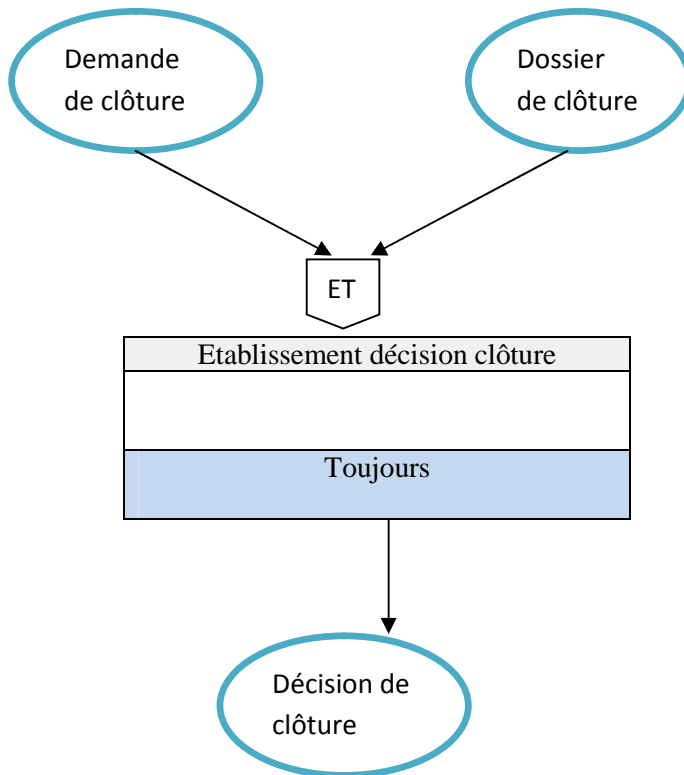 Demande
de clôture
Dossier
de clôture
ET
Etablissement décision clôture
Toujours
Décision de
clôture